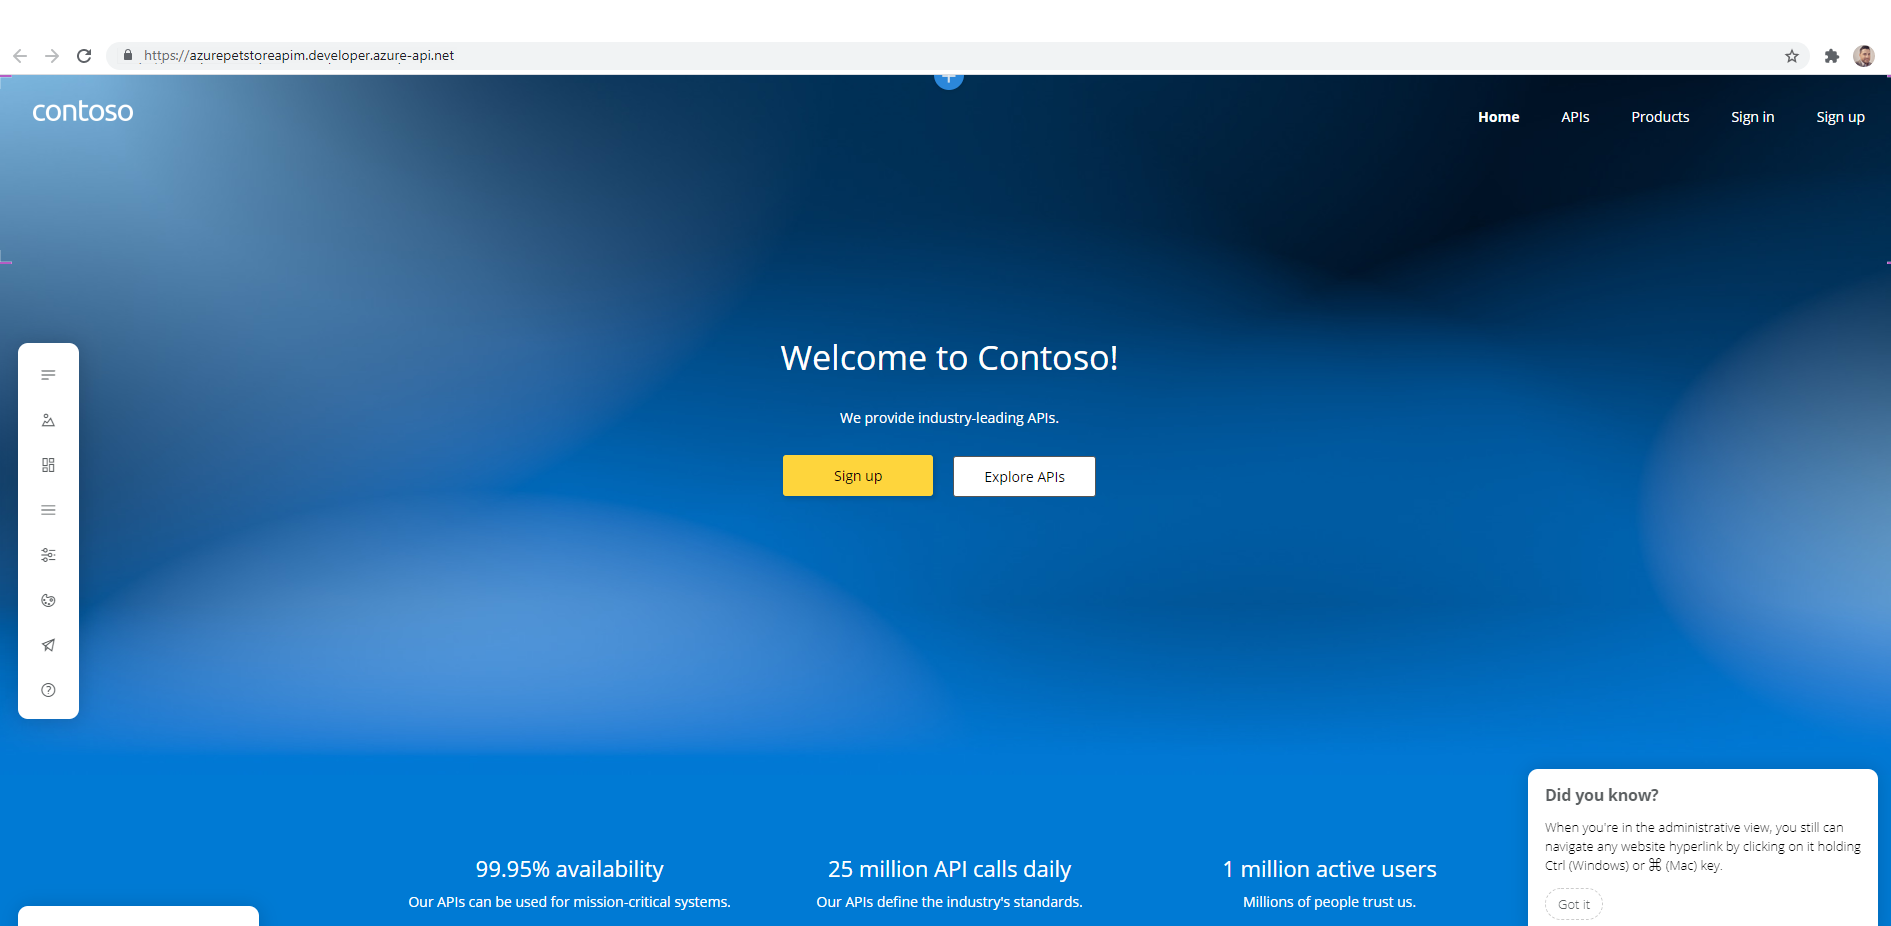 https://azurepetstoreapim.developer.azure-api.net
contoso
Home APIs Products Sign in Sign up
Welcome to Contoso!
We provide industry-leading APIs.
Sign up Explore APIs
99.95% availability
Our APIs can be used for mission-critical systems.
25 million API calls daily
Our APIs define the industry's standards.
1 million active users
Millions of people trust us.
Did you know?
When you're in the administrative view, you still can
navigate any website hyperlink by clicking on it holding
Ctrl (Windows) or ⌘ (Mac) key.
Got it